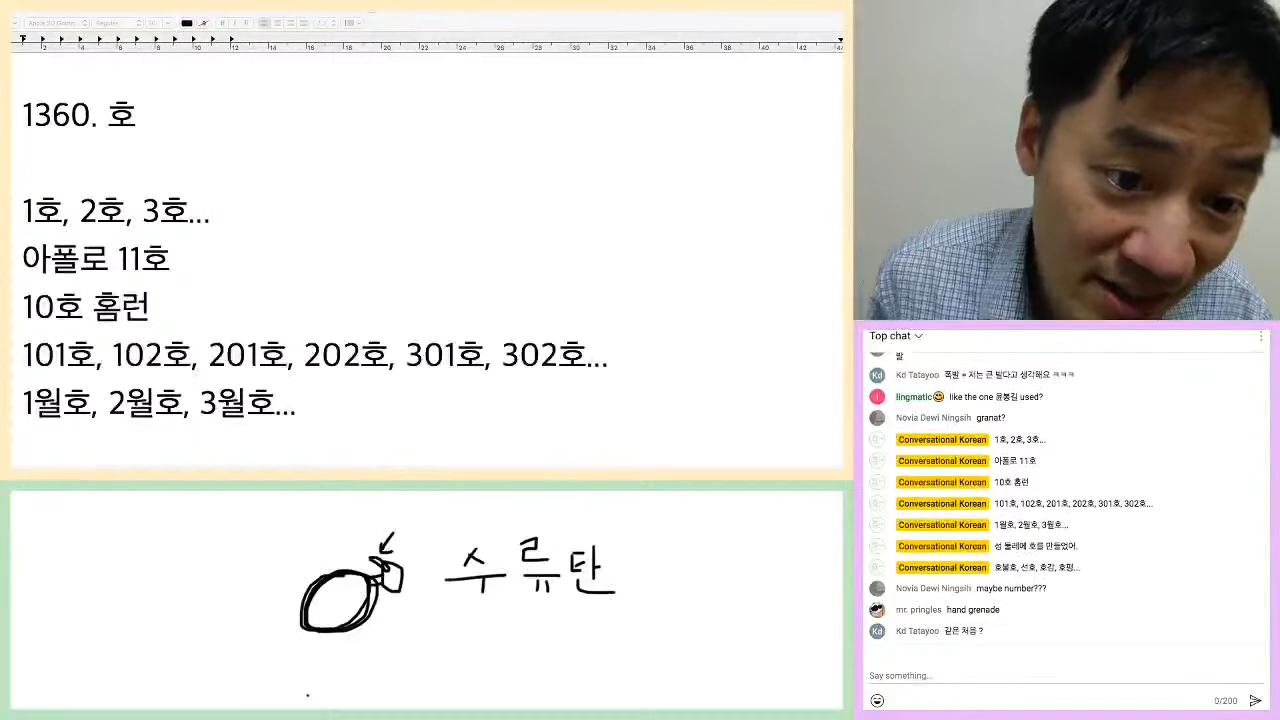 1360. 호
1호, 2호, 3호...
아폴로 11호
10호 홈런
101호, 102호, 201호, 202호, 301호, 302호...
1월호, 2월호, 3월호...
수류탄
Top chat
발
Kd Tatayoo 폭발 = 저는 큰 발다고 생각해요 ㅋㅋㅋ
lingmatic like the one 윤봉길 used?
Novia Dewi Ningsih granat?
Conversational Korean 1호, 2호, 3호...
Conversational Korean 아폴로 11호
Conversational Korean 10호 홈런
Conversational Korean 101호, 102호, 201호, 202호, 301호, 302호...
Conversational Korean 1월호, 2월호, 3월호...
Conversational Korean 성 둘레에 호를 만들었어.
Conversational Korean 호불호, 선호, 호감, 호평...
Novia Dewi Ningsih maybe number???
mr. pringles hand grenade
Kd Tatayoo 같은 처음 ?
Say something...
0/200